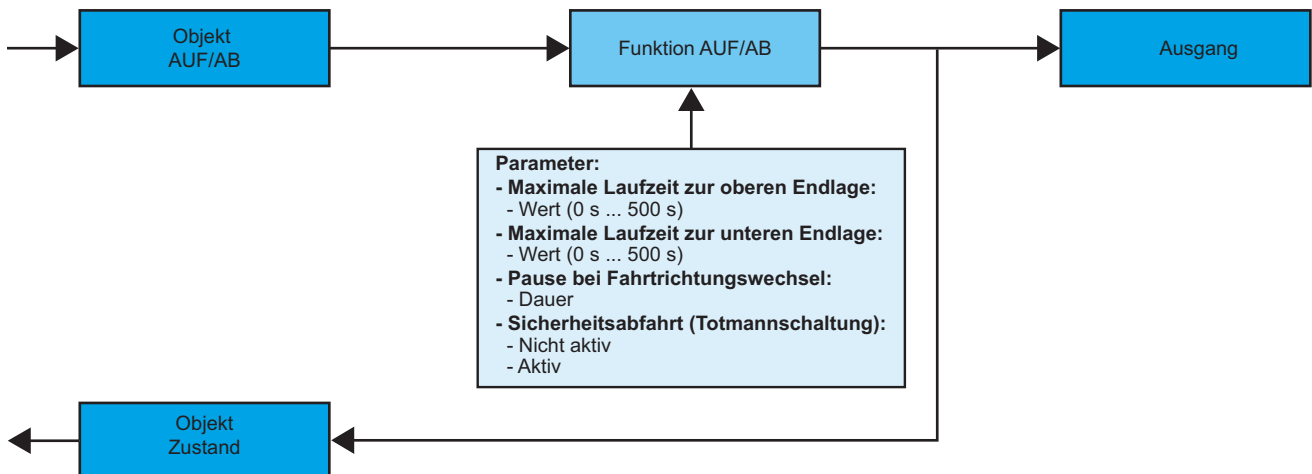 Objekt
AUF/AB
Funktion AUF/AB
Ausgang
Parameter:
- Maximale Laufzeit zur oberen Endlage:
- Wert (0 s ... 500 s)
- Maximale Laufzeit zur unteren Endlage:
- Wert (0 s ... 500 s)
- Pause bei Fahrtrichtungswechsel:
- Dauer
- Sicherheitsabfahrt (Totmannschaltung):
- Nicht aktiv
- Aktiv
Objekt
Zustand